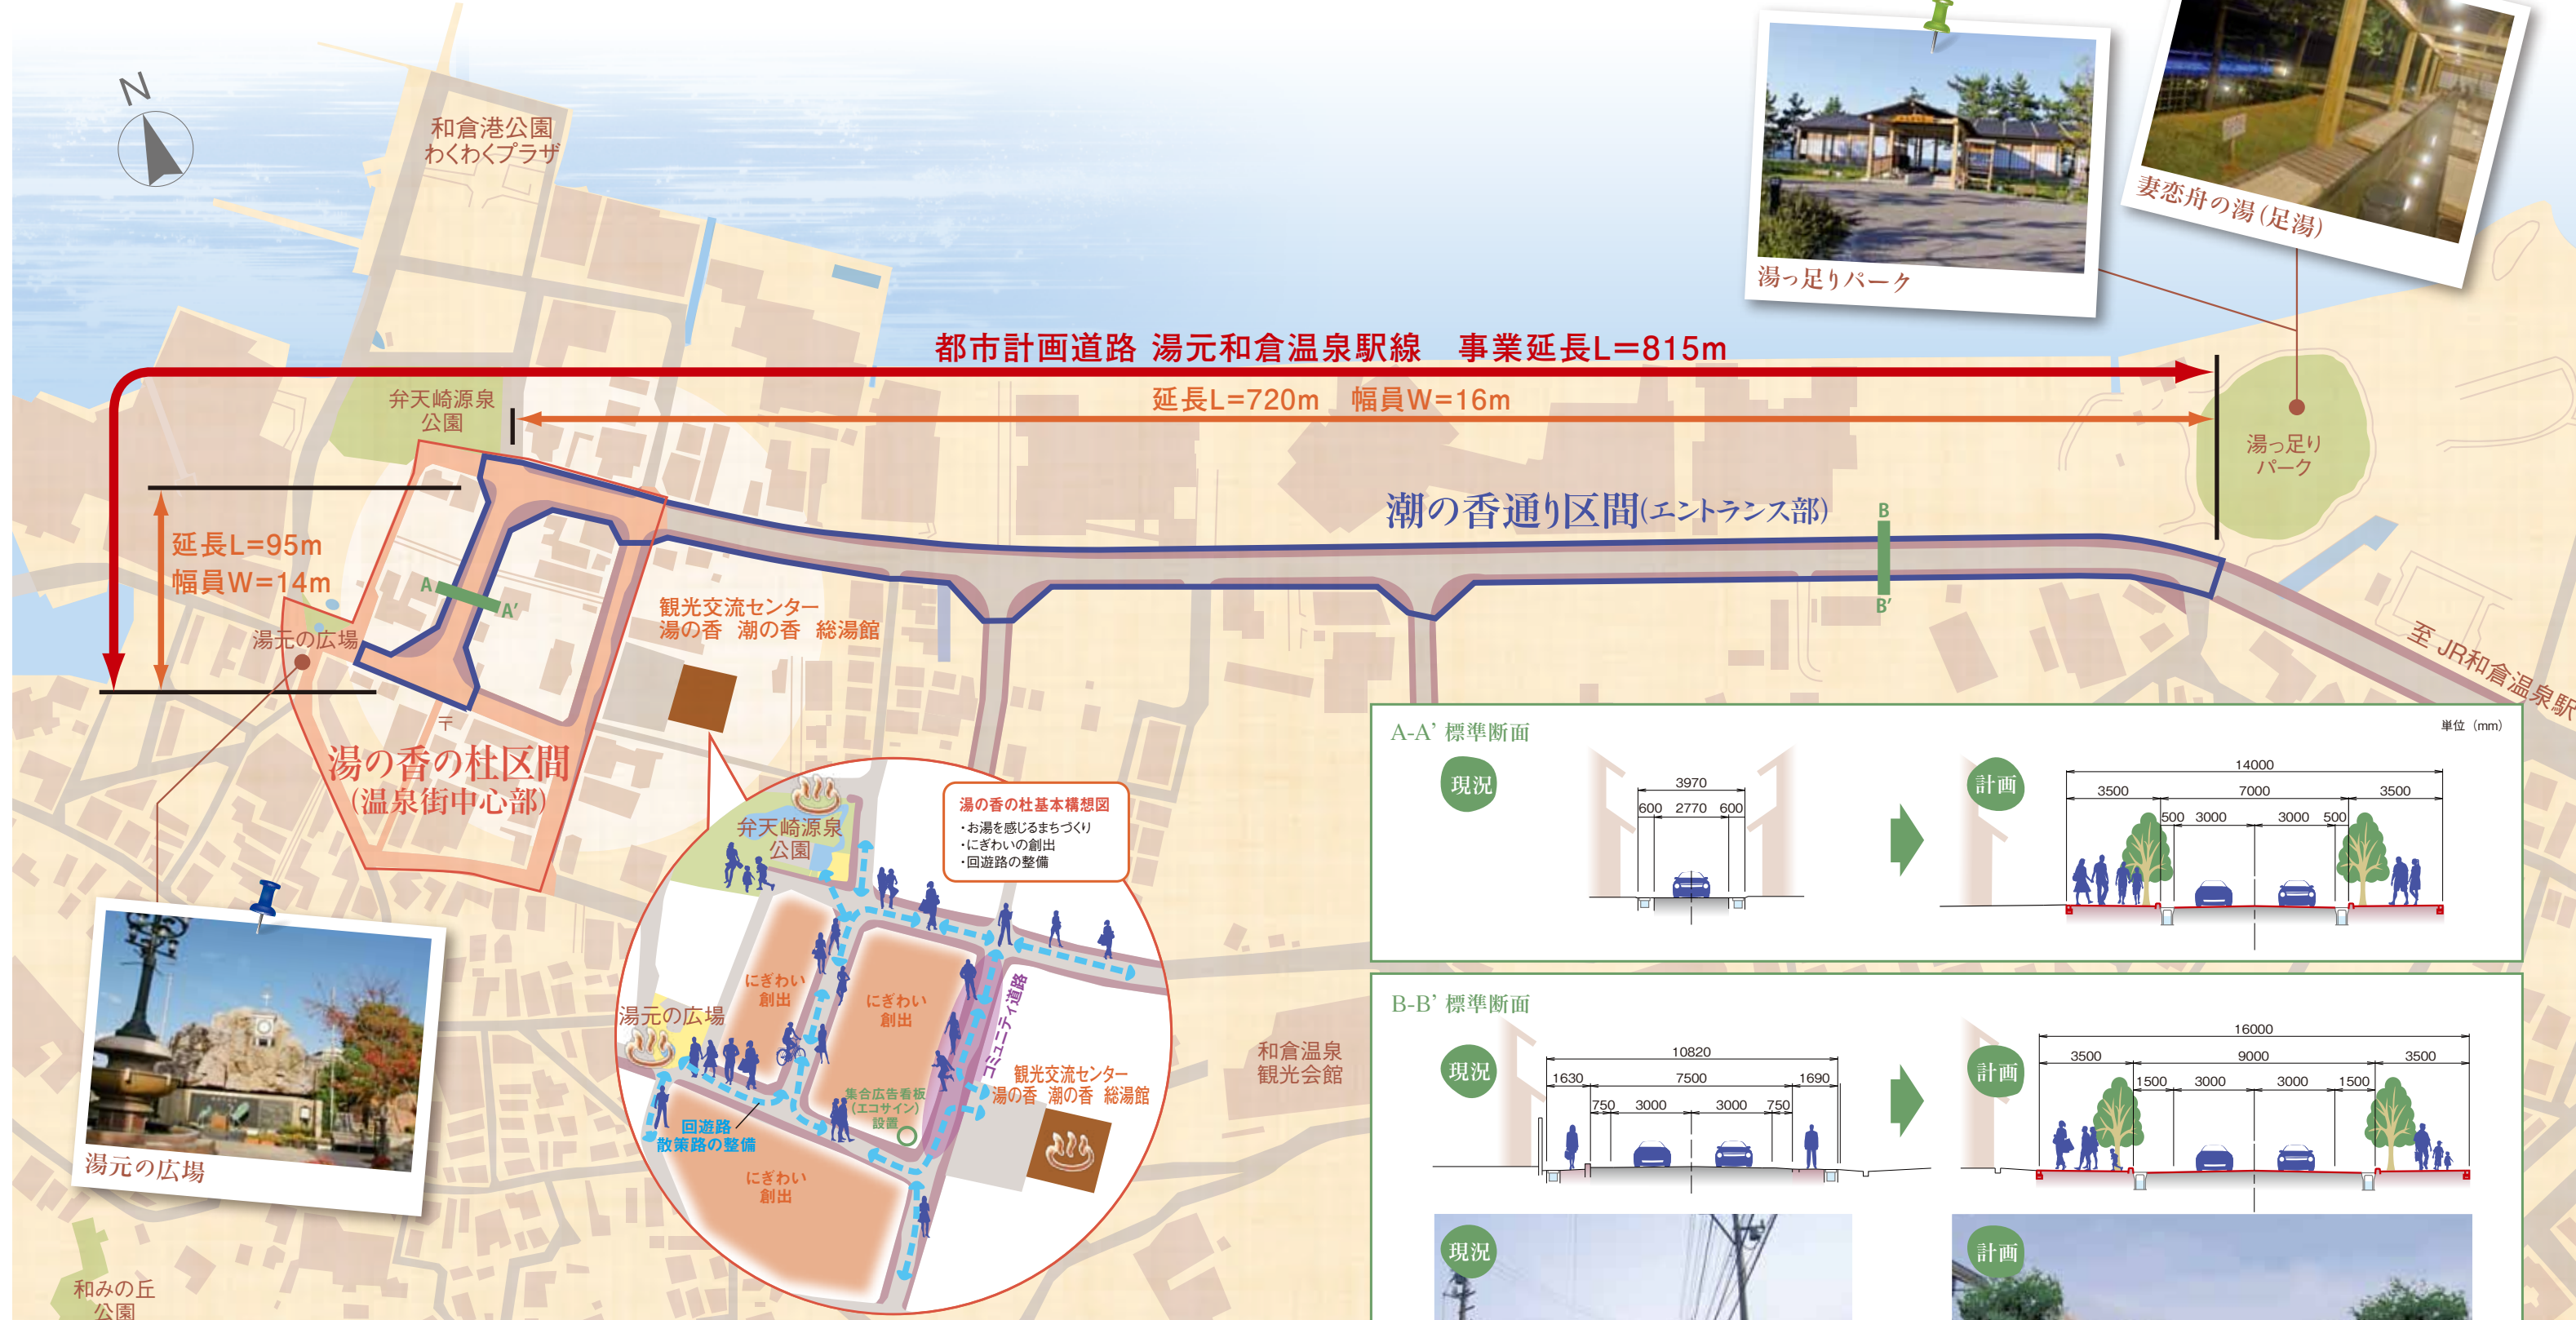 N
和倉港公園
わくわくプラザ
湯っ足りパーク
妻恋舟の湯(足湯)
都市計画道路 湯元和倉温泉駅線　事業延長L=815m
延長L=720m　幅員W=16m
弁天崎源泉
公園
湯っ足り
パーク
潮の香通り区間(エントランス部)
B
B'
延長L=95m
幅員W=14m
A
A'
湯元の広場
観光交流センター
湯の香 潮の香 総湯館
至 JR和倉温泉駅
〒
湯の香の杜区間
(温泉街中心部)
湯元の広場
弁天崎源泉
公園
湯の香の杜基本構想図
・お湯を感じるまちづくり
・にぎわいの創出
・回遊路の整備
にぎわい
創出
にぎわい
創出
コミュニティ道路
湯元の広場
観光交流センター
湯の香 潮の香 総湯館
集合広告看板
(エコサイン)
設置
回遊路
散策路の整備
にぎわい
創出
和倉温泉
観光会館
和みの丘
公園
A-A' 標準断面
単位 (mm)
現況
3970
600 2770 600
計画
14000
3500 7000 3500
500 3000 3000 500
B-B' 標準断面
現況
10820
1630 7500 1690
750 3000 3000 750
計画
16000
3500 9000 3500
1500 3000 3000 1500
現況
計画